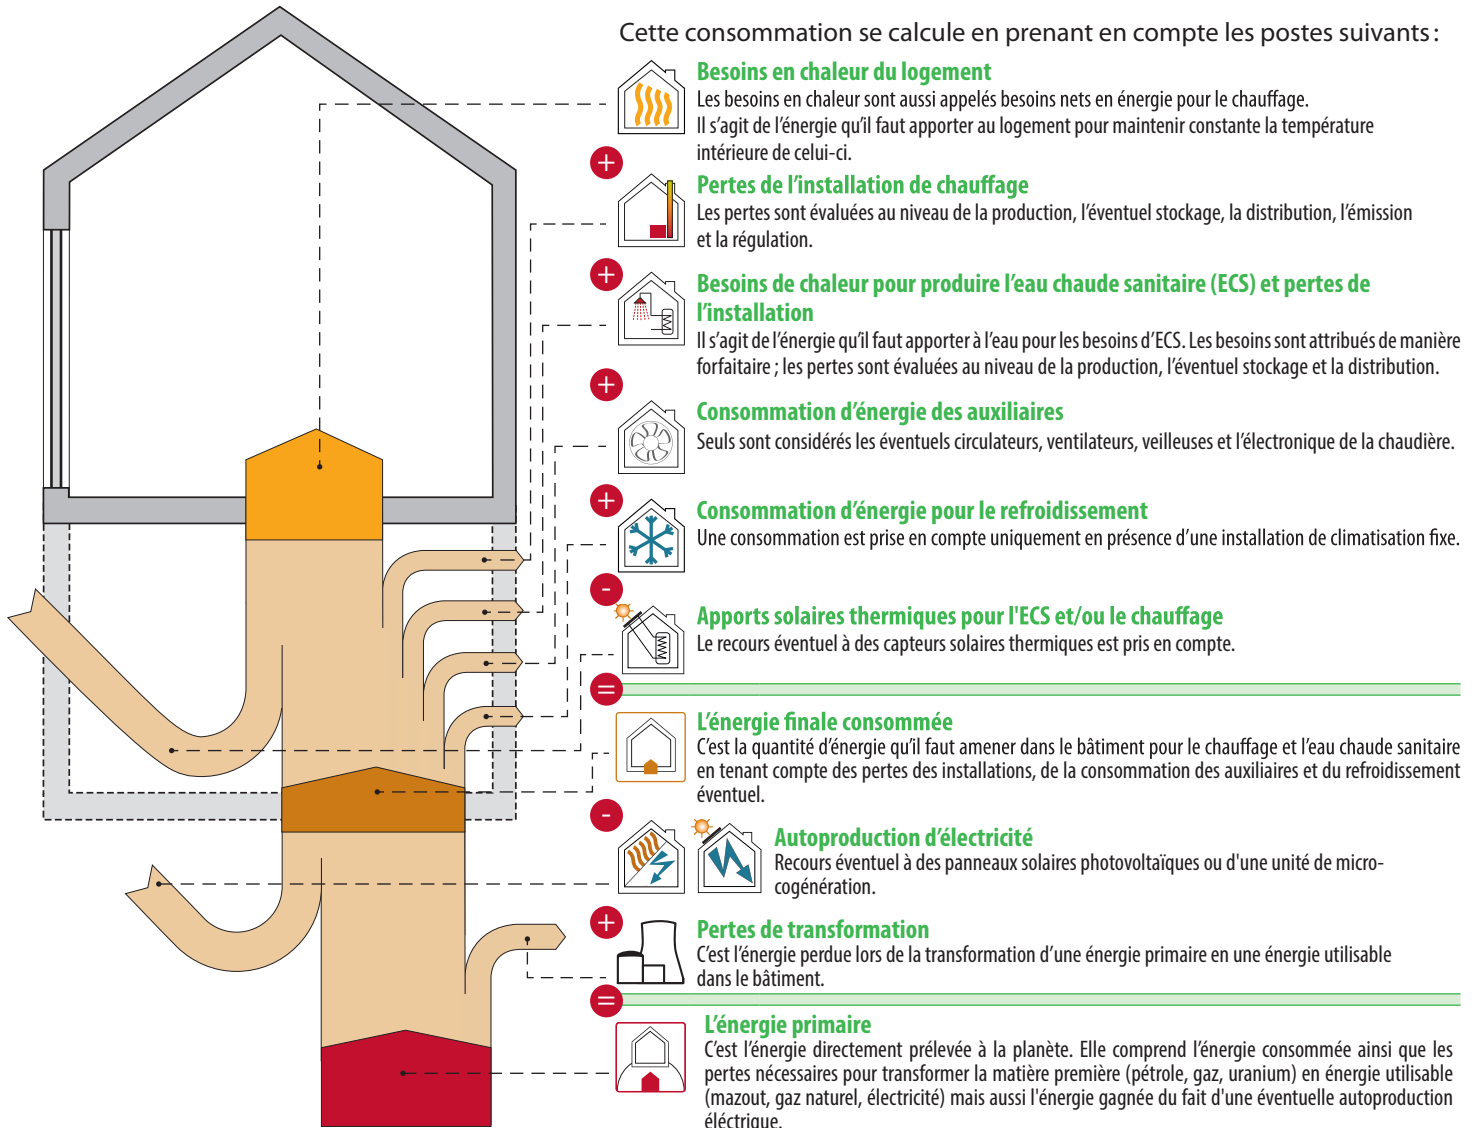 Cette consommation se calcule en prenant en compte les postes suivants :
Besoins en chaleur du logement
Les besoins en chaleur sont aussi appelés besoins nets en énergie pour le chauffage.
Il s’agit de l’énergie qu’il faut apporter au logement pour maintenir constante la température
intérieure de celui-ci.
+
Pertes de l’installation de chauffage
Les pertes sont évaluées au niveau de la production, l’éventuel stockage, la distribution, l’émission
et la régulation.
+
Besoins de chaleur pour produire l’eau chaude sanitaire (ECS) et pertes de
l’installation
Il s’agit de l’énergie qu’il faut apporter à l’eau pour les besoins d’ECS. Les besoins sont attribués de manière
forfaitaire ; les pertes sont évaluées au niveau de la production, l’éventuel stockage et la distribution.
+
Consommation d’énergie des auxiliaires
Seuls sont considérés les éventuels circulateurs, ventilateurs, veilleuses et l’électronique de la chaudière.
+
Consommation d’énergie pour le refroidissement
Une consommation est prise en compte uniquement en présence d’une installation de climatisation fixe.
-
Apports solaires thermiques pour l'ECS et/ou le chauffage
Le recours éventuel à des capteurs solaires thermiques est pris en compte.
=
L’énergie finale consommée
C’est la quantité d’énergie qu’il faut amener dans le bâtiment pour le chauffage et l’eau chaude sanitaire
en tenant compte des pertes des installations, de la consommation des auxiliaires et du refroidissement
éventuel.
-
Autoproduction d’électricité
Recours éventuel à des panneaux solaires photovoltaïques ou d'une unité de micro-
cogénération.
+
Pertes de transformation
C’est l’énergie perdue lors de la transformation d’une énergie primaire en une énergie utilisable
dans le bâtiment.
=
L’énergie primaire
C’est l’énergie directement prélevée à la planète. Elle comprend l’énergie consommée ainsi que les
pertes nécessaires pour transformer la matière première (pétrole, gaz, uranium) en énergie utilisable
(mazout, gaz naturel, électricité) mais aussi l'énergie gagnée du fait d'une éventuelle autoproduction
éléctrique.